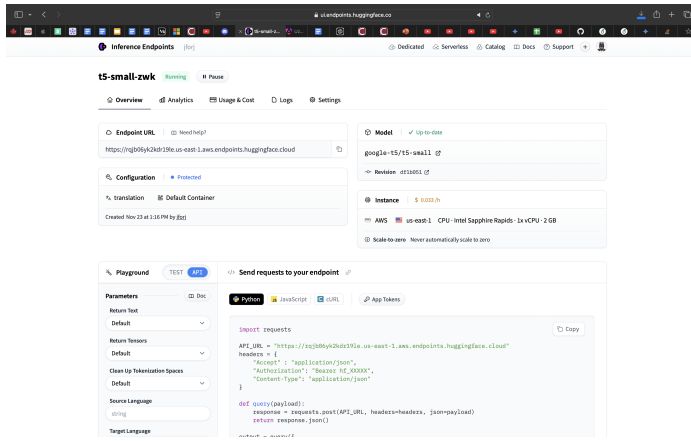 ui.endpoints.huggingface.co
t5-small-z...
Inference Endpoints jforj
Dedicated Serverless Catalog Docs Support
t5-small-zwk Running Pause
Overview Analytics Usage & Cost Logs Settings
Endpoint URL Need help?
https://rqjb06yk2kdr19le.us-east-1.aws.endpoints.huggingface.cloud
Configuration Protected
translation Default Container
Created Nov 23 at 1:16 PM by jforj
Model Up-to-date
google-t5/t5-small
Revision df1b051
Instance $ 0.033 /h
AWS us-east-1 CPU · Intel Sapphire Rapids · 1x vCPU · 2 GB
Scale-to-zero Never automatically scale to zero
Playground TEST API
Parameters Doc
Return Text
Default
Return Tensors
Default
Clean Up Tokenization Spaces
Default
Source Language
string
Target Language
Send requests to your endpoint
Python JavaScript cURL App Tokens
Copy
import requests
API_URL = "https://rqjb06yk2kdr19le.us-east-1.aws.endpoints.huggingface.cloud"
headers = {
"Accept" : "application/json",
"Authorization": "Bearer hf_XXXXX",
"Content-Type": "application/json"
}
def query(payload):
response = requests.post(API_URL, headers=headers, json=payload)
return response.json()
output = query({